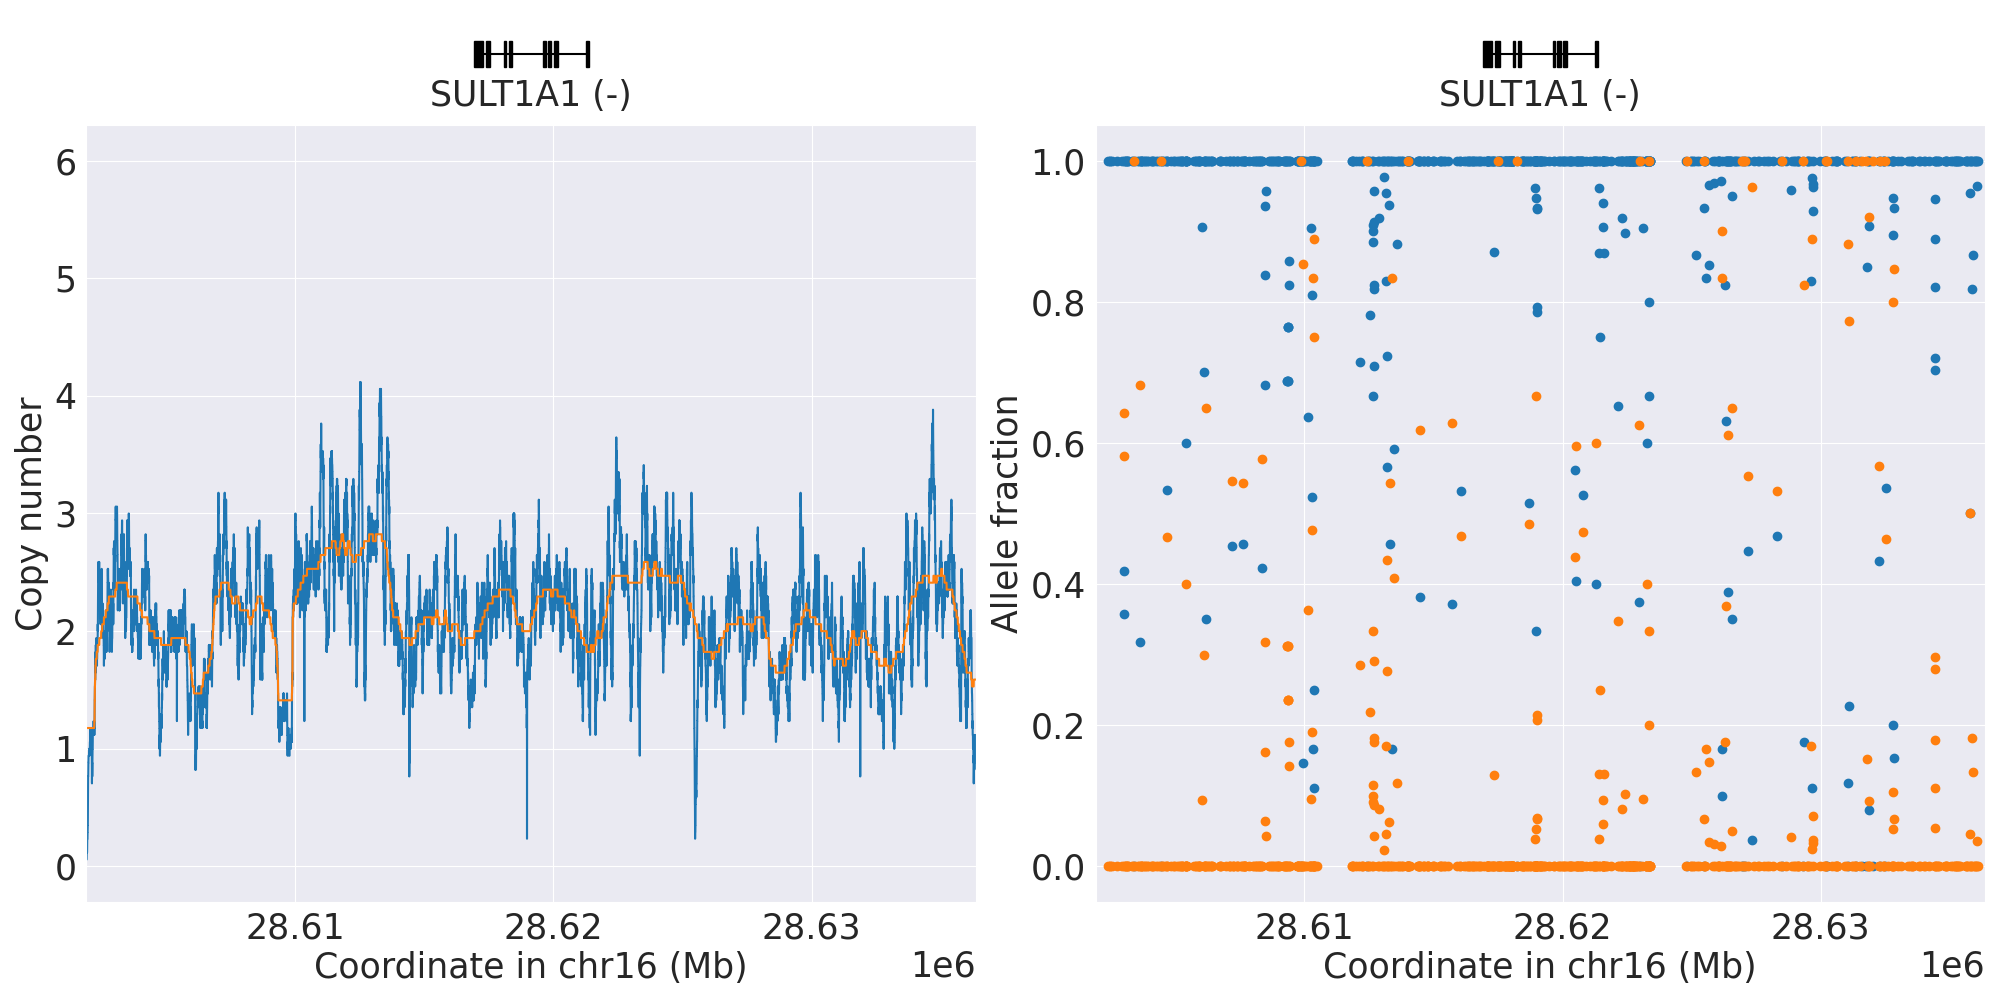 SULT1A1 (-)
6
5
4
3
2
1
0
Copy number
28.61
28.62
28.63
Coordinate in chr16 (Mb)
1e6
SULT1A1 (-)
1.0
0.8
0.6
0.4
0.2
0.0
Allele fraction
28.61
28.62
28.63
Coordinate in chr16 (Mb)
1e6